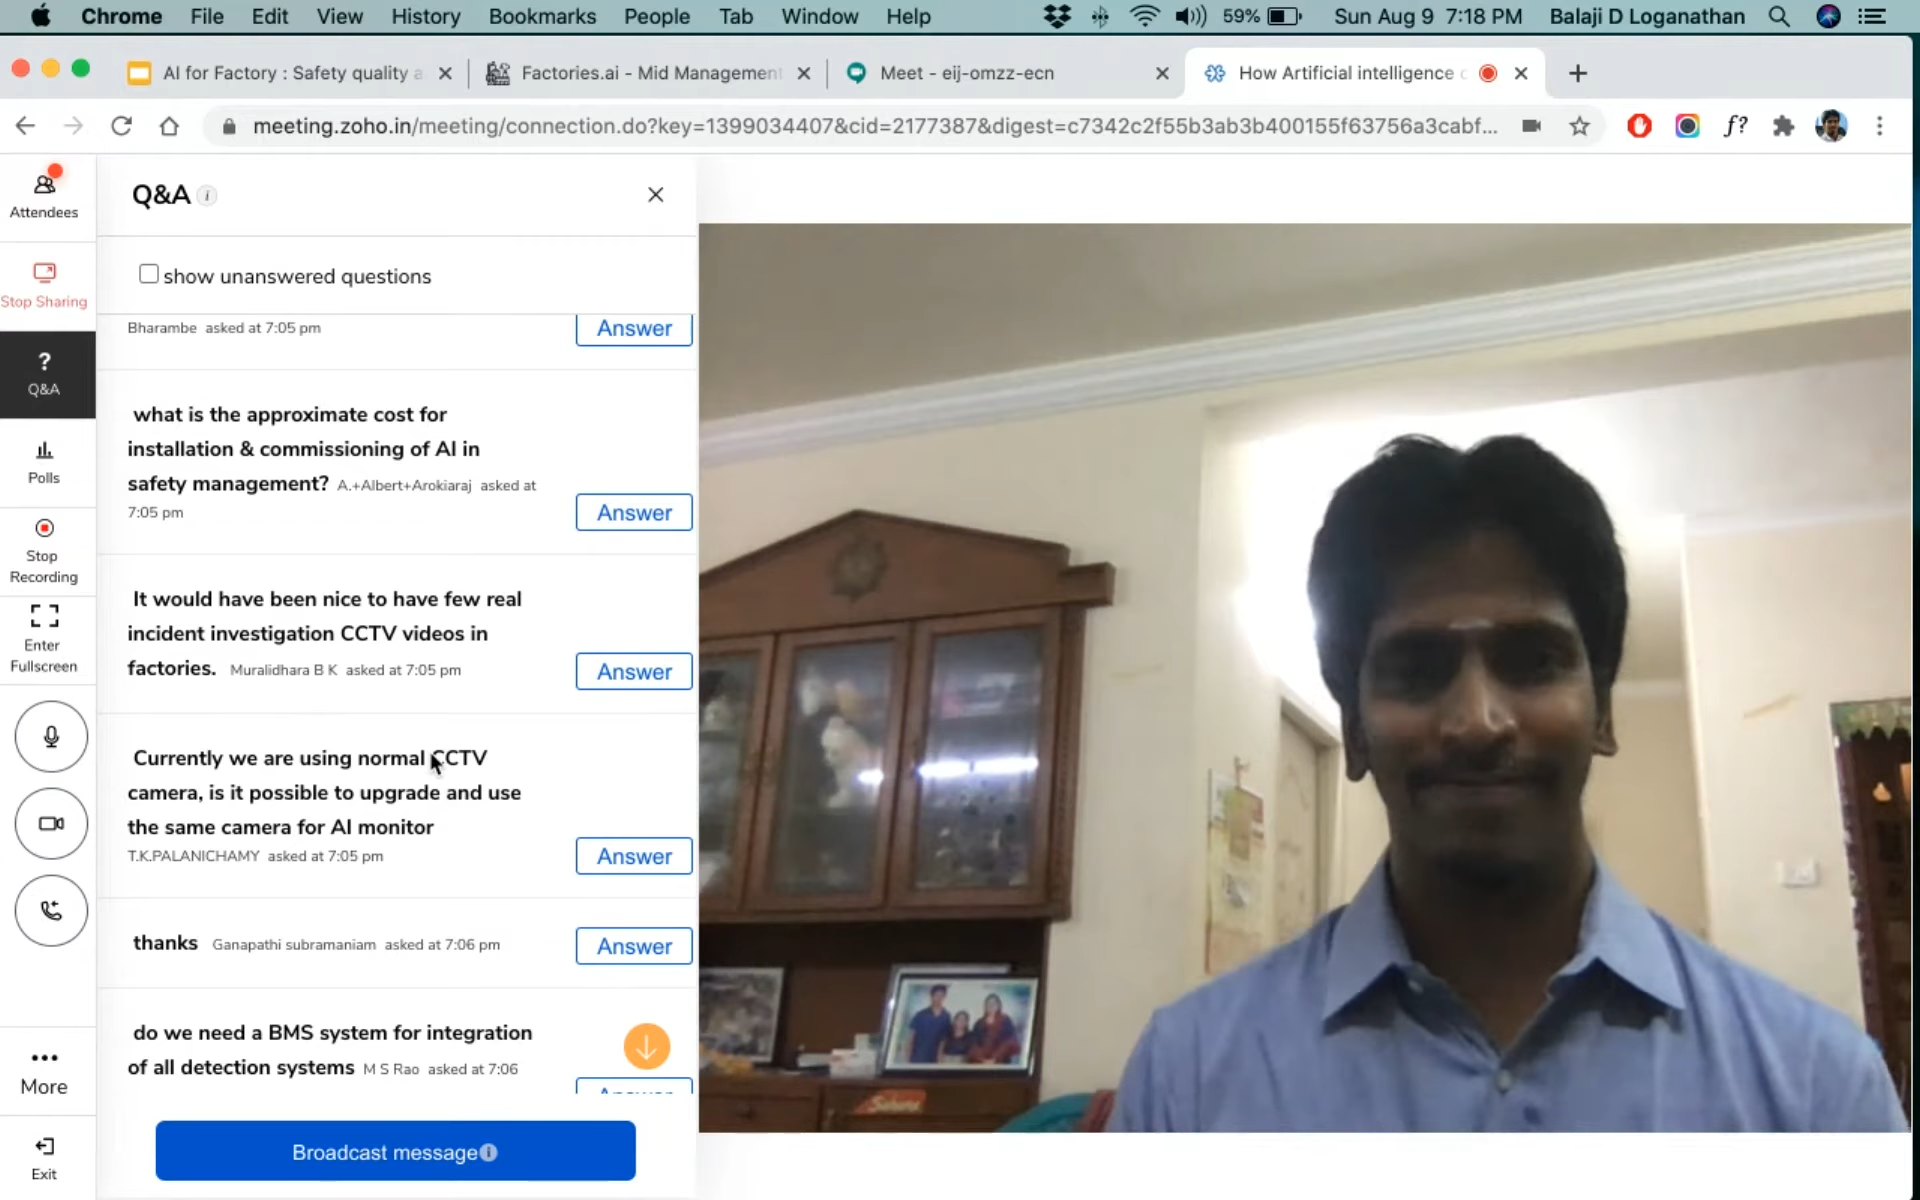 Chrome File Edit View History Bookmarks People Tab Window Help 59% Sun Aug 9 7:18 PM Balaji D Loganathan
AI for Factory : Safety quality a
Factories.ai - Mid Management
Meet - eij-omzz-ecn
How Artificial intelligence c
meeting.zoho.in/meeting/connection.do?key=1399034407&cid=2177387&digest=c7342c2f55b3ab3b400155f63756a3cabf...
f?
Attendees
Stop Sharing
?
Q&A
Polls
Stop
Recording
Enter
Fullscreen
More
Exit
Q&A i
show unanswered questions
Bharambe asked at 7:05 pm
Answer
what is the approximate cost for
installation & commissioning of AI in
safety management? A.+Albert+Arokiaraj asked at
7:05 pm
Answer
It would have been nice to have few real
incident investigation CCTV videos in
factories. Muralidhara B K asked at 7:05 pm
Answer
Currently we are using normal CCTV
camera, is it possible to upgrade and use
the same camera for AI monitor
T.K.PALANICHAMY asked at 7:05 pm
Answer
thanks Ganapathi subramaniam asked at 7:06 pm
Answer
do we need a BMS system for integration
of all detection systems M S Rao asked at 7:06
Answer
Broadcast message i